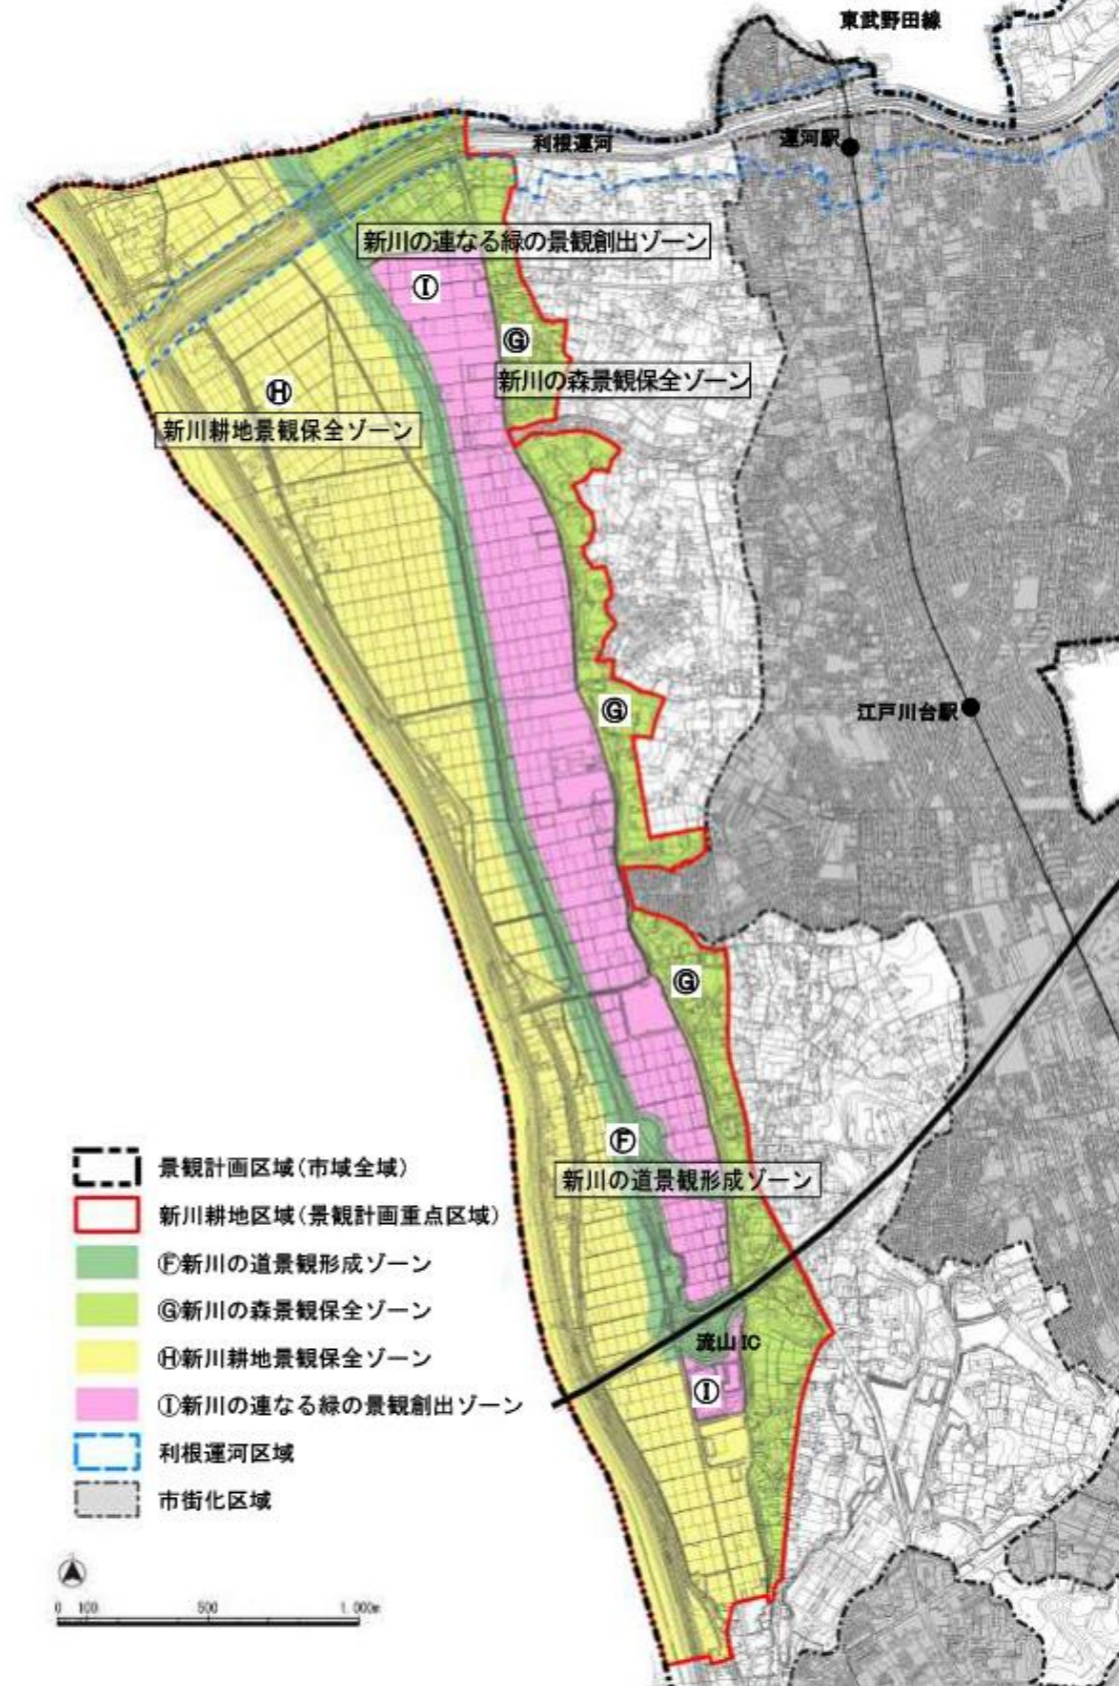 東武野田線
利根運河
運河駅
新川の連なる緑の景観創出ゾーン
Ⓘ
Ⓖ
新川の森景観保全ゾーン
Ⓗ
新川耕地景観保全ゾーン
Ⓖ
江戸川台駅
Ⓖ
Ⓕ
新川の道景観形成ゾーン
流山IC
Ⓘ
景観計画区域(市域全域)
新川耕地区域(景観計画重点区域)
Ⓕ新川の道景観形成ゾーン
Ⓖ新川の森景観保全ゾーン
Ⓗ新川耕地景観保全ゾーン
Ⓘ新川の連なる緑の景観創出ゾーン
利根運河区域
市街化区域
0 100 500 1,000m